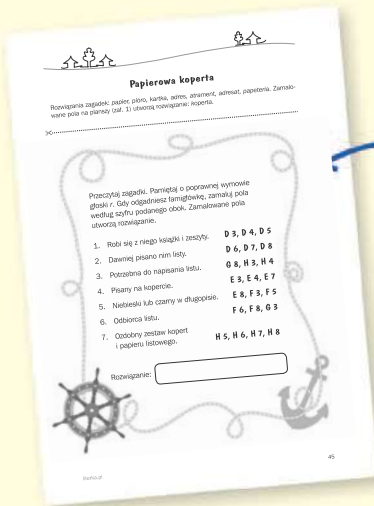 Papierowa koperta
Rozwiązania zagadek: papier, pióro, kartka, adres, atrament, adresat, papeteria. Zamalo-
wane pola na planszy (zał. 1) utworzą rozwiązanie: koperta.
Przeczytaj zagadki. Pamiętaj o poprawnej wymowie
głoski r. Gdy odgadniesz łamigłówkę, zamaluj pola
według szyfru podanego obok. Zamalowane pola
utworzą rozwiązanie.
1. Robi się z niego książki i zeszyty. D 3, D 4, D 5
2. Dawniej pisano nim listy. D 6, D 7, D 8
3. Potrzebna do napisania listu. G 8, H 3, H 4
4. Pisany na kopercie. E 3, E 4, E 7
5. Niebieski lub czarny w długopisie. E 8, F 3, F 5
6. Odbiorca listu. F 6, F 8, G 3
7. Ozdobny zestaw kopert
i papieru listowego. H 5, H 6, H 7, H 8
Rozwiązanie:
45